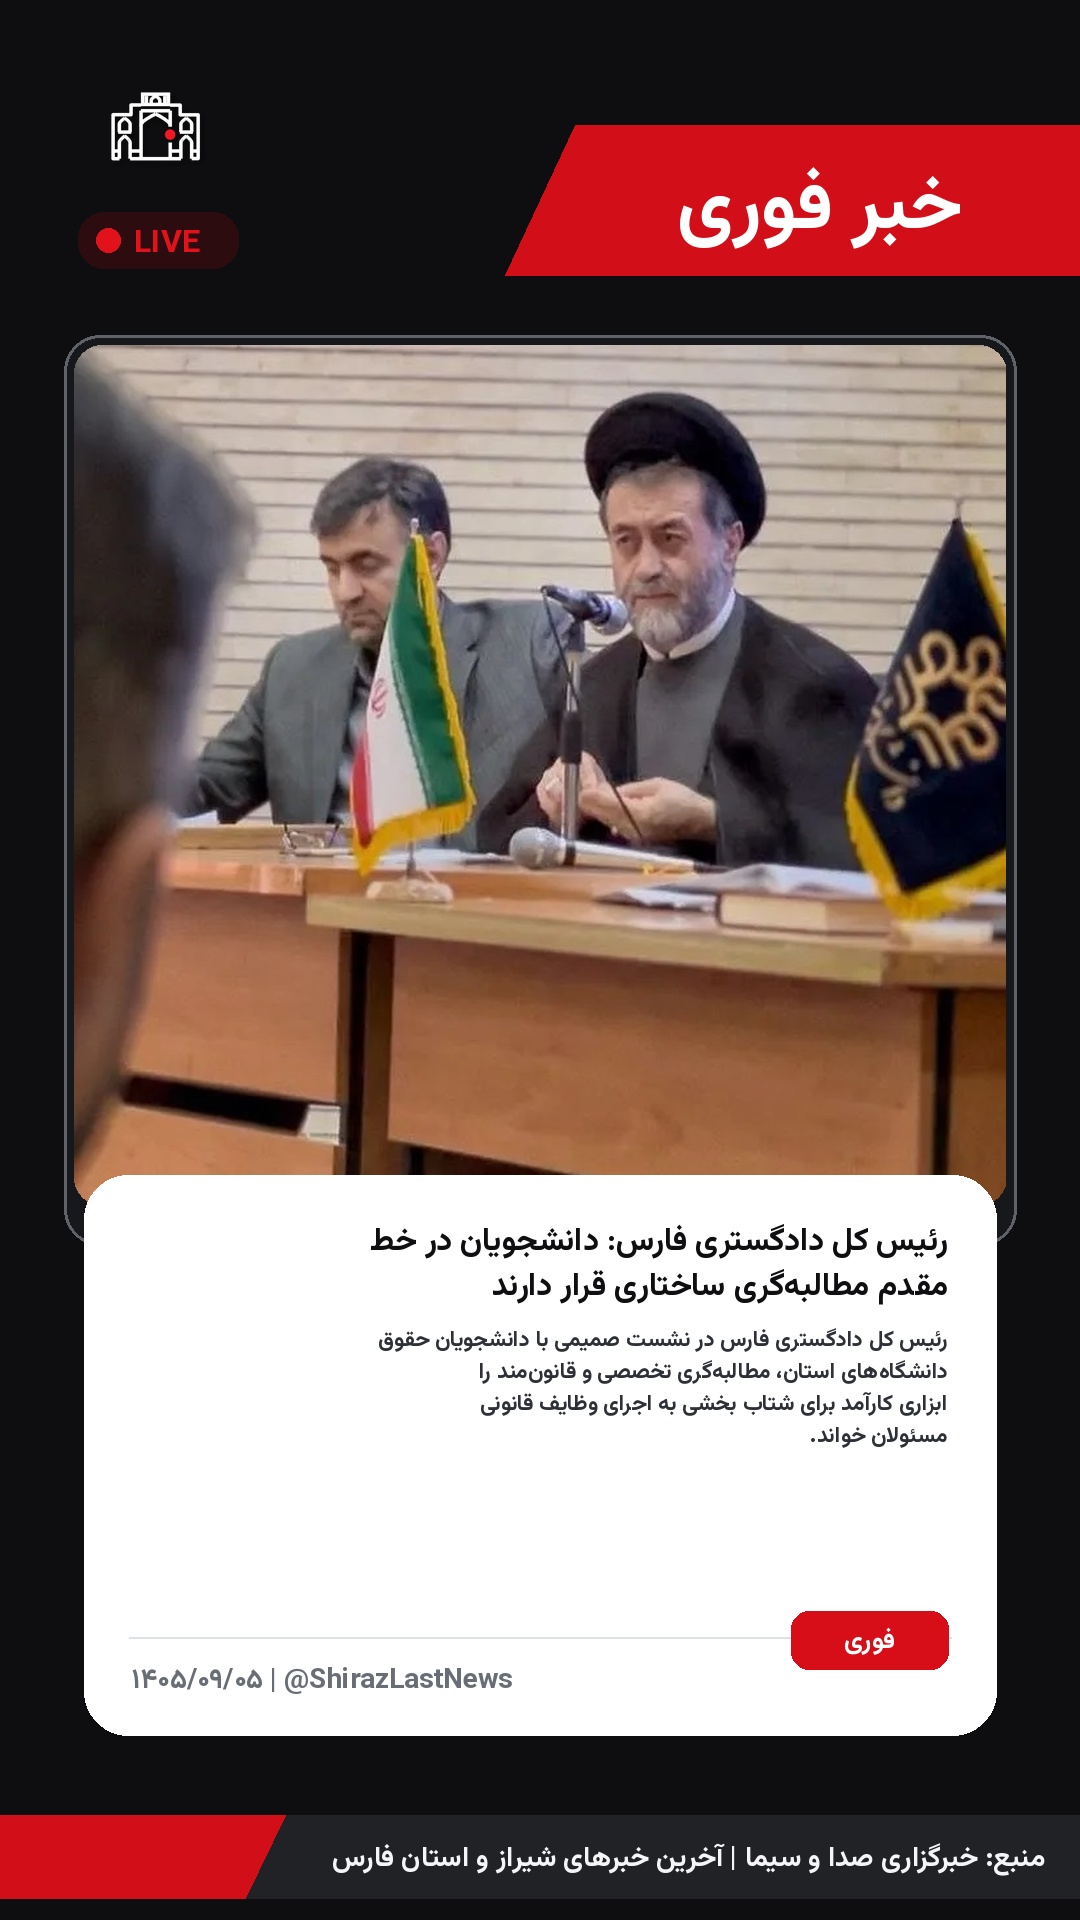 خبر فوری
LIVE
رئیس کل دادگستری فارس: دانشجویان در خط
مقدم مطالبه‌گری ساختاری قرار دارند
رئیس کل دادگستری فارس در نشست صمیمی با دانشجویان حقوق
دانشگاه‌های استان، مطالبه‌گری تخصصی و قانون‌مند را
ابزاری کارآمد برای شتاب بخشی به اجرای وظایف قانونی
مسئولان خواند.
فوری
۱۴۰۵/۰۹/۰۵ | @ShirazLastNews
منبع: خبرگزاری صدا و سیما | آخرین خبرهای شیراز و استان فارس